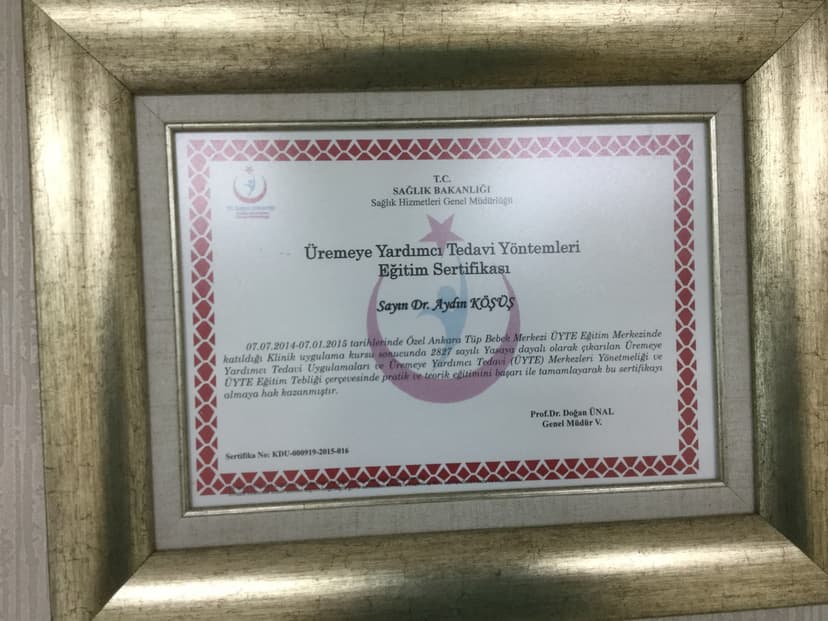 T.C.
SAĞLIK BAKANLIĞI
Sağlık Hizmetleri Genel Müdürlüğü
Üremeye Yardımcı Tedavi Yöntemleri
Eğitim Sertifikası
Sayın Dr. Aydın KÖŞÜŞ
07.07.2014-07.01.2015 tarihlerinde Özel Ankara Tüp Bebek Merkezi ÜYTE Eğitim Merkezinde
katıldığı Klinik uygulama kursu sonucunda 2827 sayılı Yasaya dayalı olarak çıkarılan Üremeye
Yardımcı Tedavi Uygulamaları ve Üremeye Yardımcı Tedavi (ÜYTE) Merkezleri Yönetmeliği ve
ÜYTE Eğitim Tebliği çerçevesinde pratik ve teorik eğitimini başarı ile tamamlayarak bu sertifikayı
almaya hak kazanmıştır.
Prof.Dr. Doğan ÜNAL
Genel Müdür V.
Sertifika No: KDU-000919-2015-016